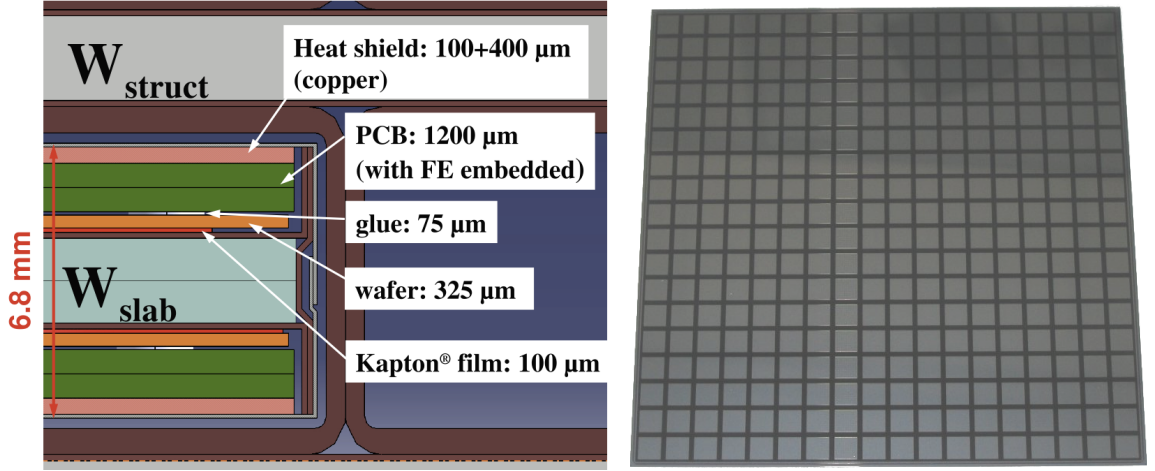 W struct
Heat shield: 100+400 µm
(copper)
PCB: 1200 µm
(with FE embedded)
glue: 75 µm
wafer: 325 µm
W slab
Kapton® film: 100 µm
6.8 mm